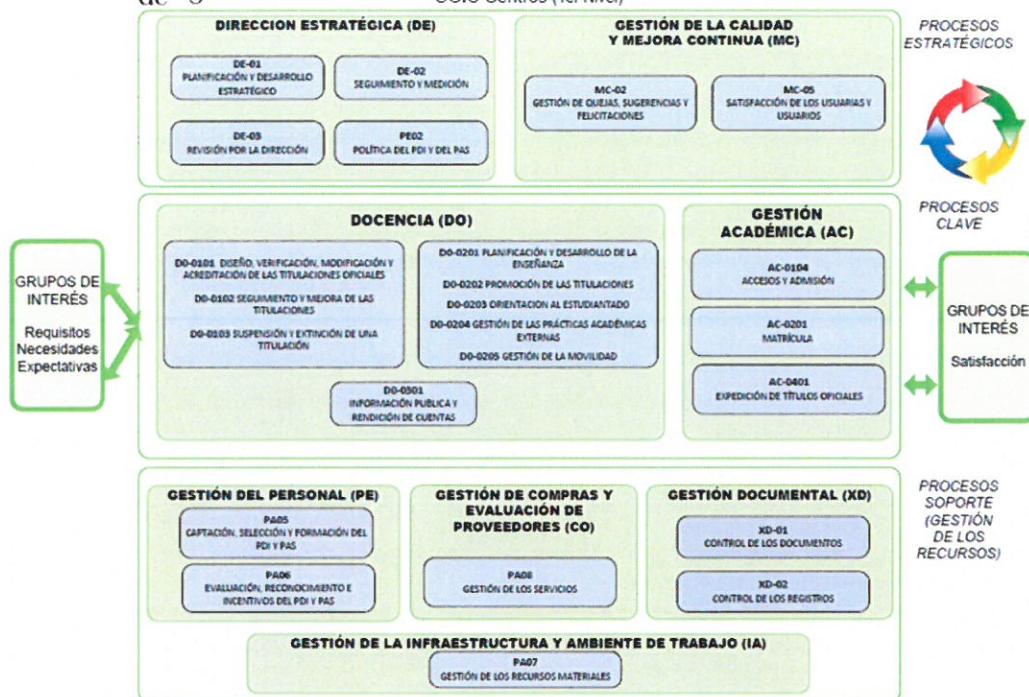 DIRECCION ESTRATÉGICA (DE)
DE-01
PLANIFICACIÓN Y DESARROLLO
ESTRATÉGICO
DE-02
SEGUIMIENTO Y MEDICIÓN
DE-03
REVISIÓN POR LA DIRECCIÓN
PE02
POLÍTICA DEL PDI Y DEL PAS
GESTIÓN DE LA CALIDAD
Y MEJORA CONTINUA (MC)
MC-02
GESTIÓN DE QUEJAS, SUGERENCIAS Y
FELICITACIONES
MC-05
SATISFACCIÓN DE LOS USUARIAS Y
USUARIOS
PROCESOS
ESTRATÉGICOS
GRUPOS DE
INTERÉS
Requisitos
Necesidades
Expectativas
DOCENCIA (DO)
DO-0101 DISEÑO, VERIFICACIÓN, MODIFICACIÓN Y
ACREDITACIÓN DE LAS TITULACIONES OFICIALES
DO-0102 SEGUIMIENTO Y MEJORA DE LAS
TITULACIONES
DO-0103 SUSPENSIÓN Y EXTINCIÓN DE UNA
TITULACIÓN
DO-0201 PLANIFICACIÓN Y DESARROLLO DE LA
ENSEÑANZA
DO-0202 PROMOCIÓN DE LAS TITULACIONES
DO-0203 ORIENTACION AL ESTUDIANTADO
DO-0204 GESTIÓN DE LAS PRÁCTICAS ACADÉMICAS
EXTERNAS
DO-0205 GESTIÓN DE LA MOVILIDAD
DO-0301
INFORMACIÓN PUBLICA Y
RENDICIÓN DE CUENTAS
GESTIÓN
ACADÉMICA (AC)
AC-0104
ACCESOS Y ADMISIÓN
AC-0201
MATRÍCULA
AC-0401
EXPEDICIÓN DE TÍTULOS OFICIALES
PROCESOS
CLAVE
GRUPOS DE
INTERÉS
Satisfacción
GESTIÓN DEL PERSONAL (PE)
PA05
CAPTACIÓN, SELECCIÓN Y FORMACIÓN DEL
PDI Y PAS
PA06
EVALUACIÓN, RECONOCIMIENTO E
INCENTIVOS DEL PDI Y PAS
GESTIÓN DE COMPRAS Y
EVALUACIÓN DE
PROVEEDORES (CO)
PA08
GESTIÓN DE LOS SERVICIOS
GESTIÓN DOCUMENTAL (XD)
XD-01
CONTROL DE LOS DOCUMENTOS
XD-02
CONTROL DE LOS REGISTROS
PROCESOS
SOPORTE
(GESTIÓN
DE LOS
RECURSOS)
GESTIÓN DE LA INFRAESTRUCTURA Y AMBIENTE DE TRABAJO (IA)
PA07
GESTIÓN DE LOS RECURSOS MATERIALES